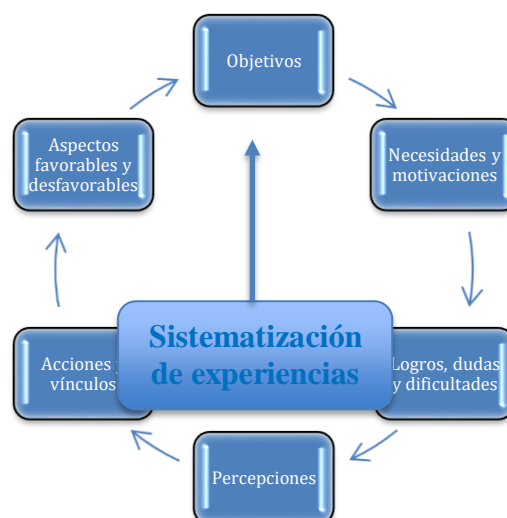 Objetivos
Necesidades y
motivaciones
Logros, dudas
y dificultades
Percepciones
Acciones y
vínculos
Aspectos
favorables y
desfavorables
Sistematización
de experiencias